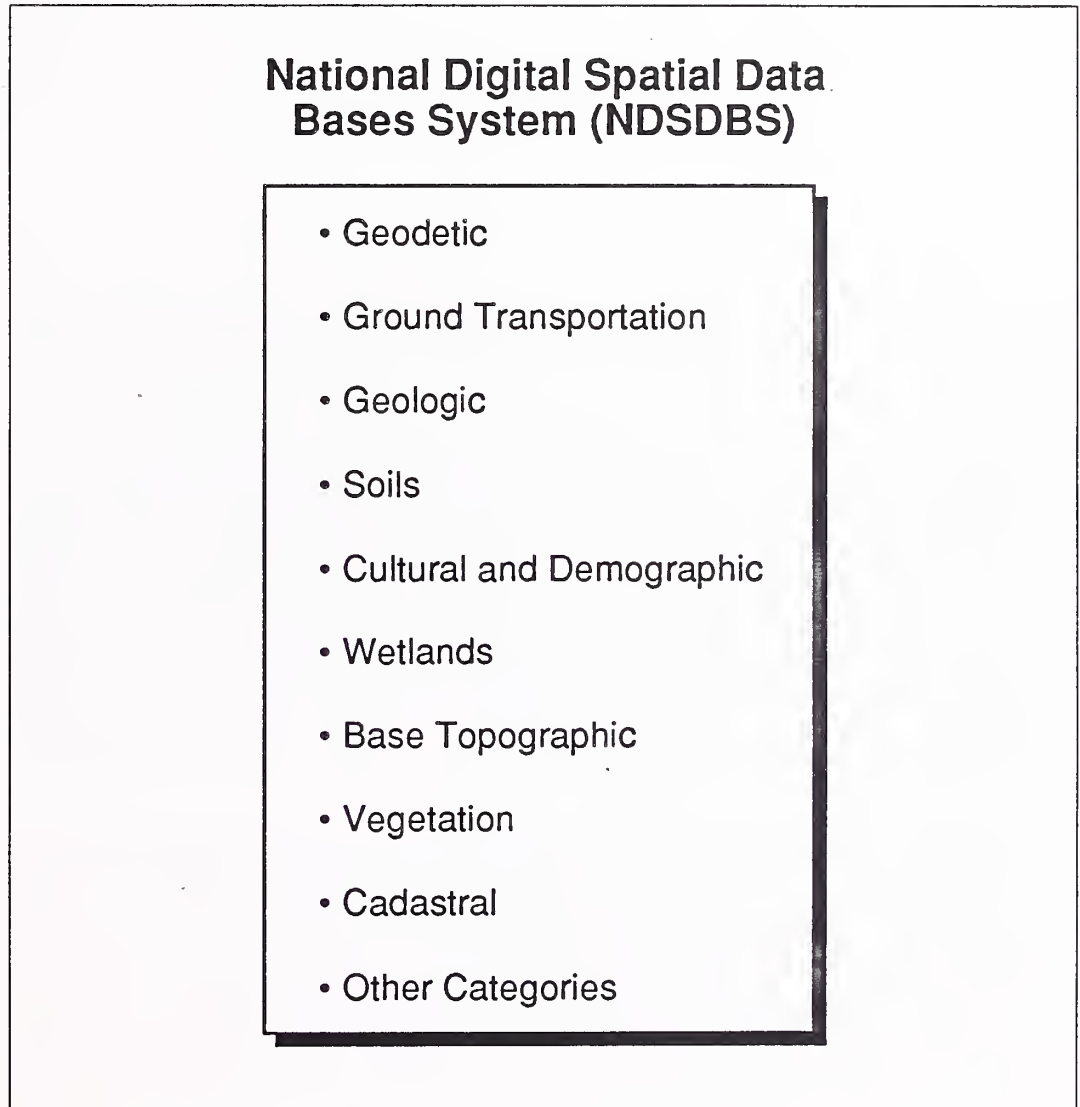 National Digital Spatial Data
Bases System (NDSDBS)
• Geodetic
• Ground Transportation
• Geologic
• Soils
• Cultural and Demographic
• Wetlands
• Base Topographic
• Vegetation
• Cadastral
• Other Categories